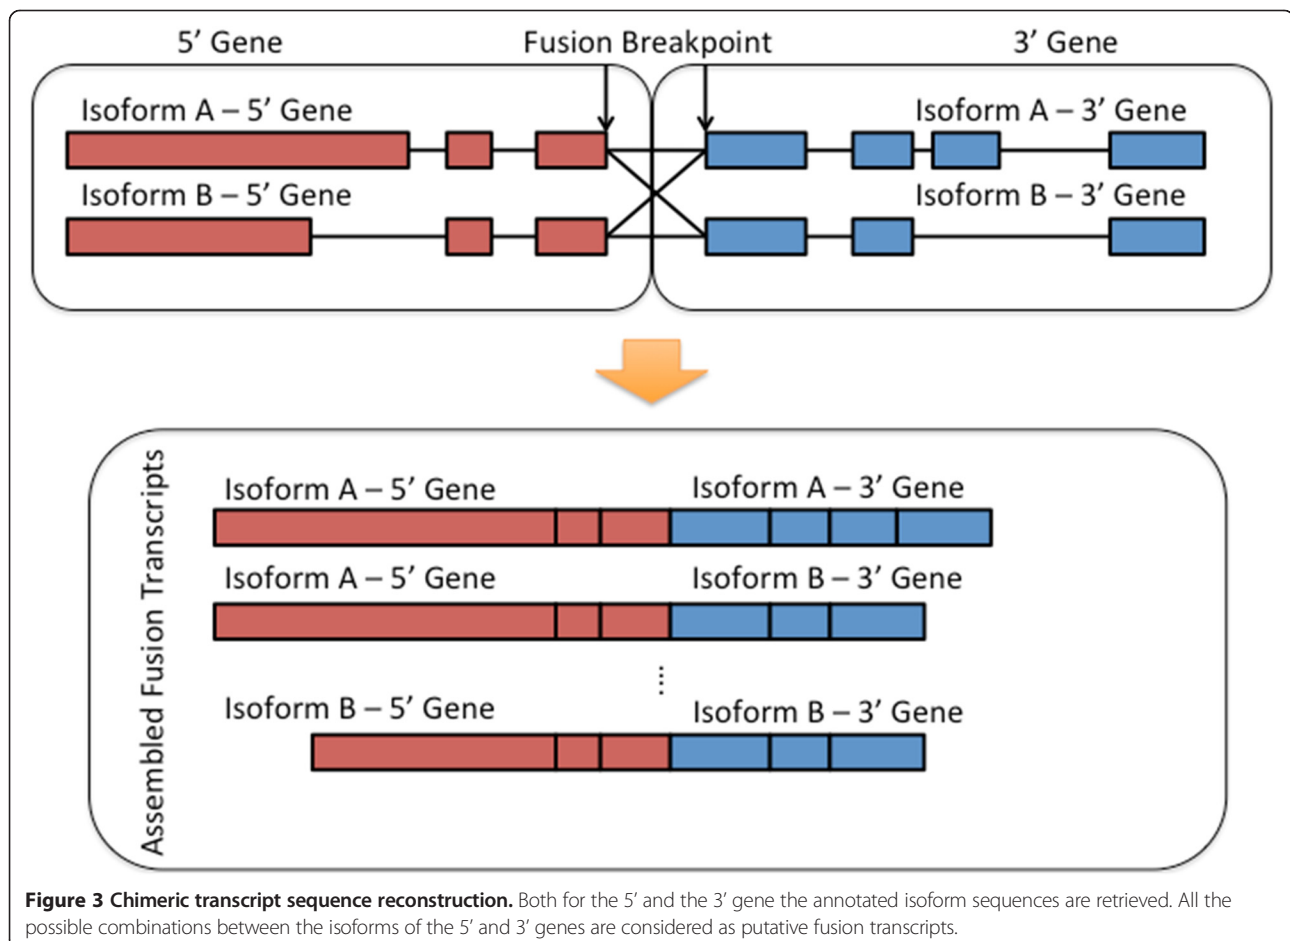 5’ Gene
Fusion Breakpoint
3’ Gene
Isoform A – 5’ Gene
Isoform A – 3’ Gene
Isoform B – 5’ Gene
Isoform B – 3’ Gene
Assembled Fusion Transcripts
Isoform A – 5’ Gene
Isoform A – 3’ Gene
Isoform A – 5’ Gene
Isoform B – 3’ Gene
Isoform B – 5’ Gene
Isoform B – 3’ Gene
Figure 3 Chimeric transcript sequence reconstruction. Both for the 5’ and the 3’ gene the annotated isoform sequences are retrieved. All the
possible combinations between the isoforms of the 5’ and 3’ genes are considered as putative fusion transcripts.